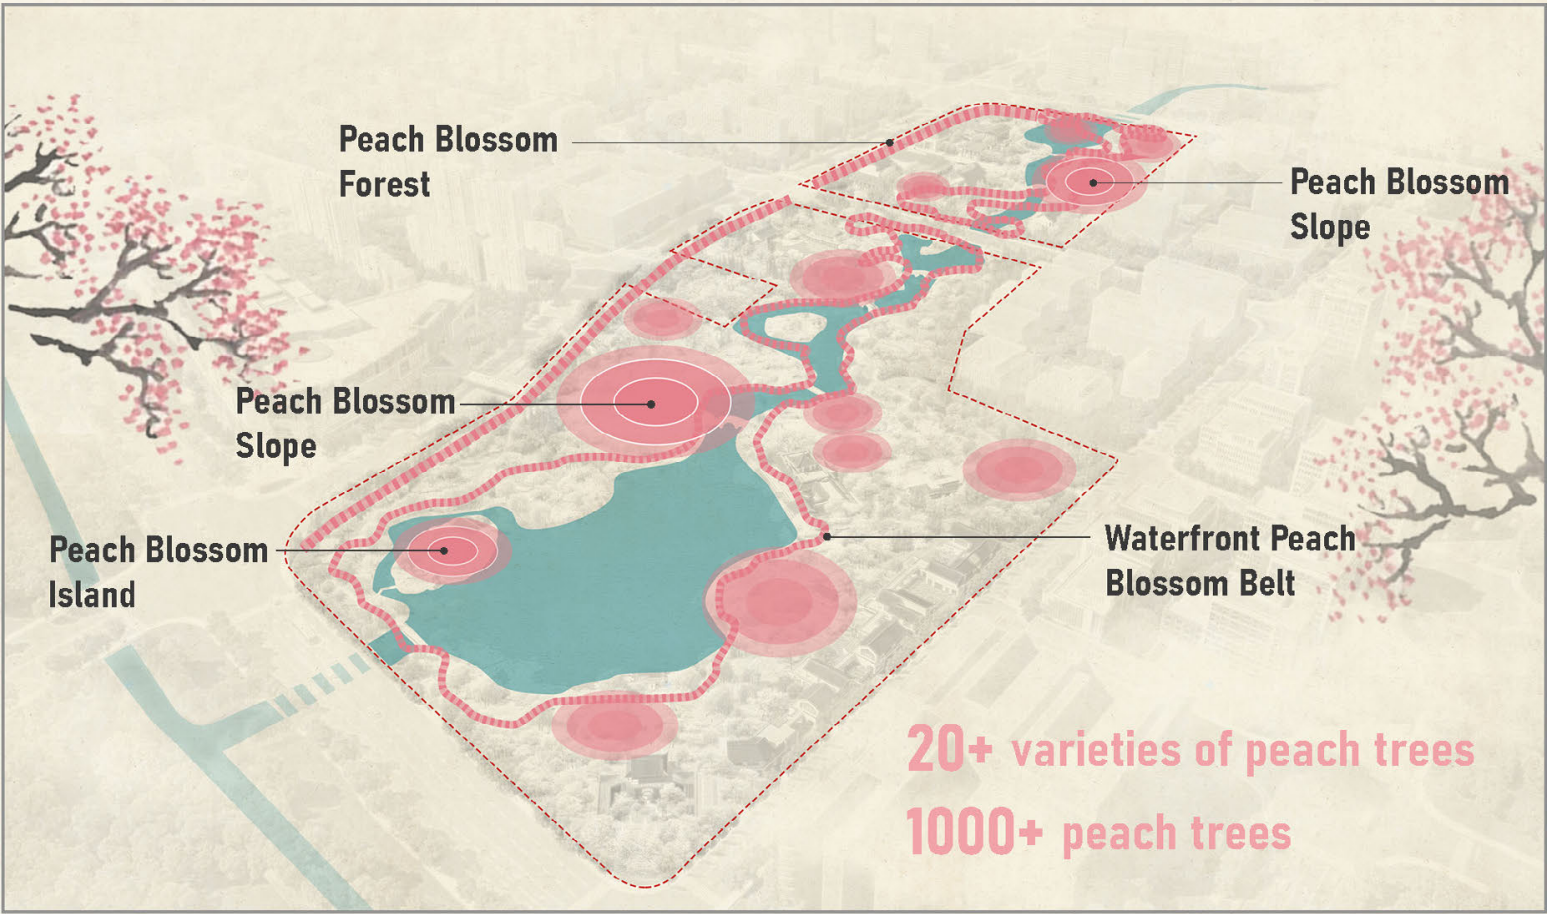 Peach Blossom
Forest
Peach Blossom
Slope
Peach Blossom
Slope
Peach Blossom
Island
Waterfront Peach
Blossom Belt
20+ varieties of peach trees
1000+ peach trees